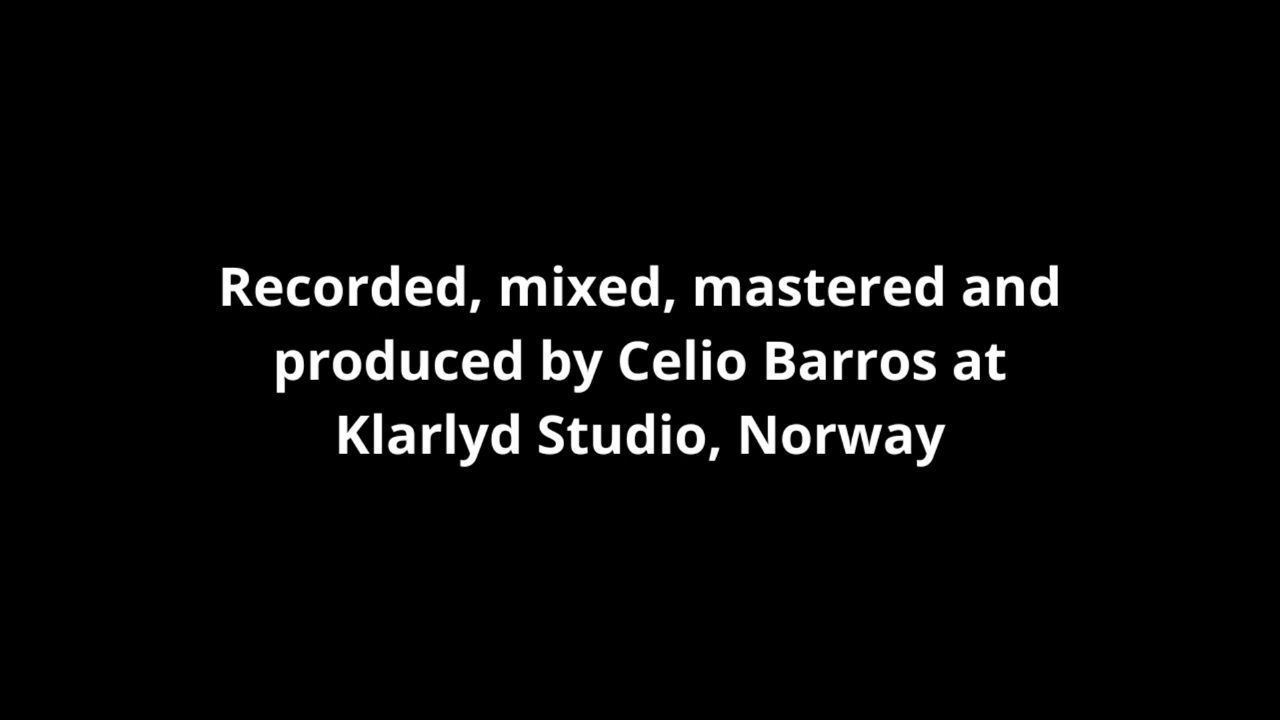 Recorded, mixed, mastered and
produced by Celio Barros at
Klarlyd Studio, Norway